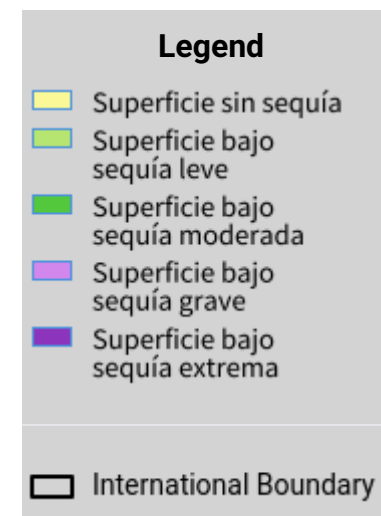 Legend
Superficie sin sequía
Superficie bajo
sequía leve
Superficie bajo
sequía moderada
Superficie bajo
sequía grave
Superficie bajo
sequía extrema
International Boundary